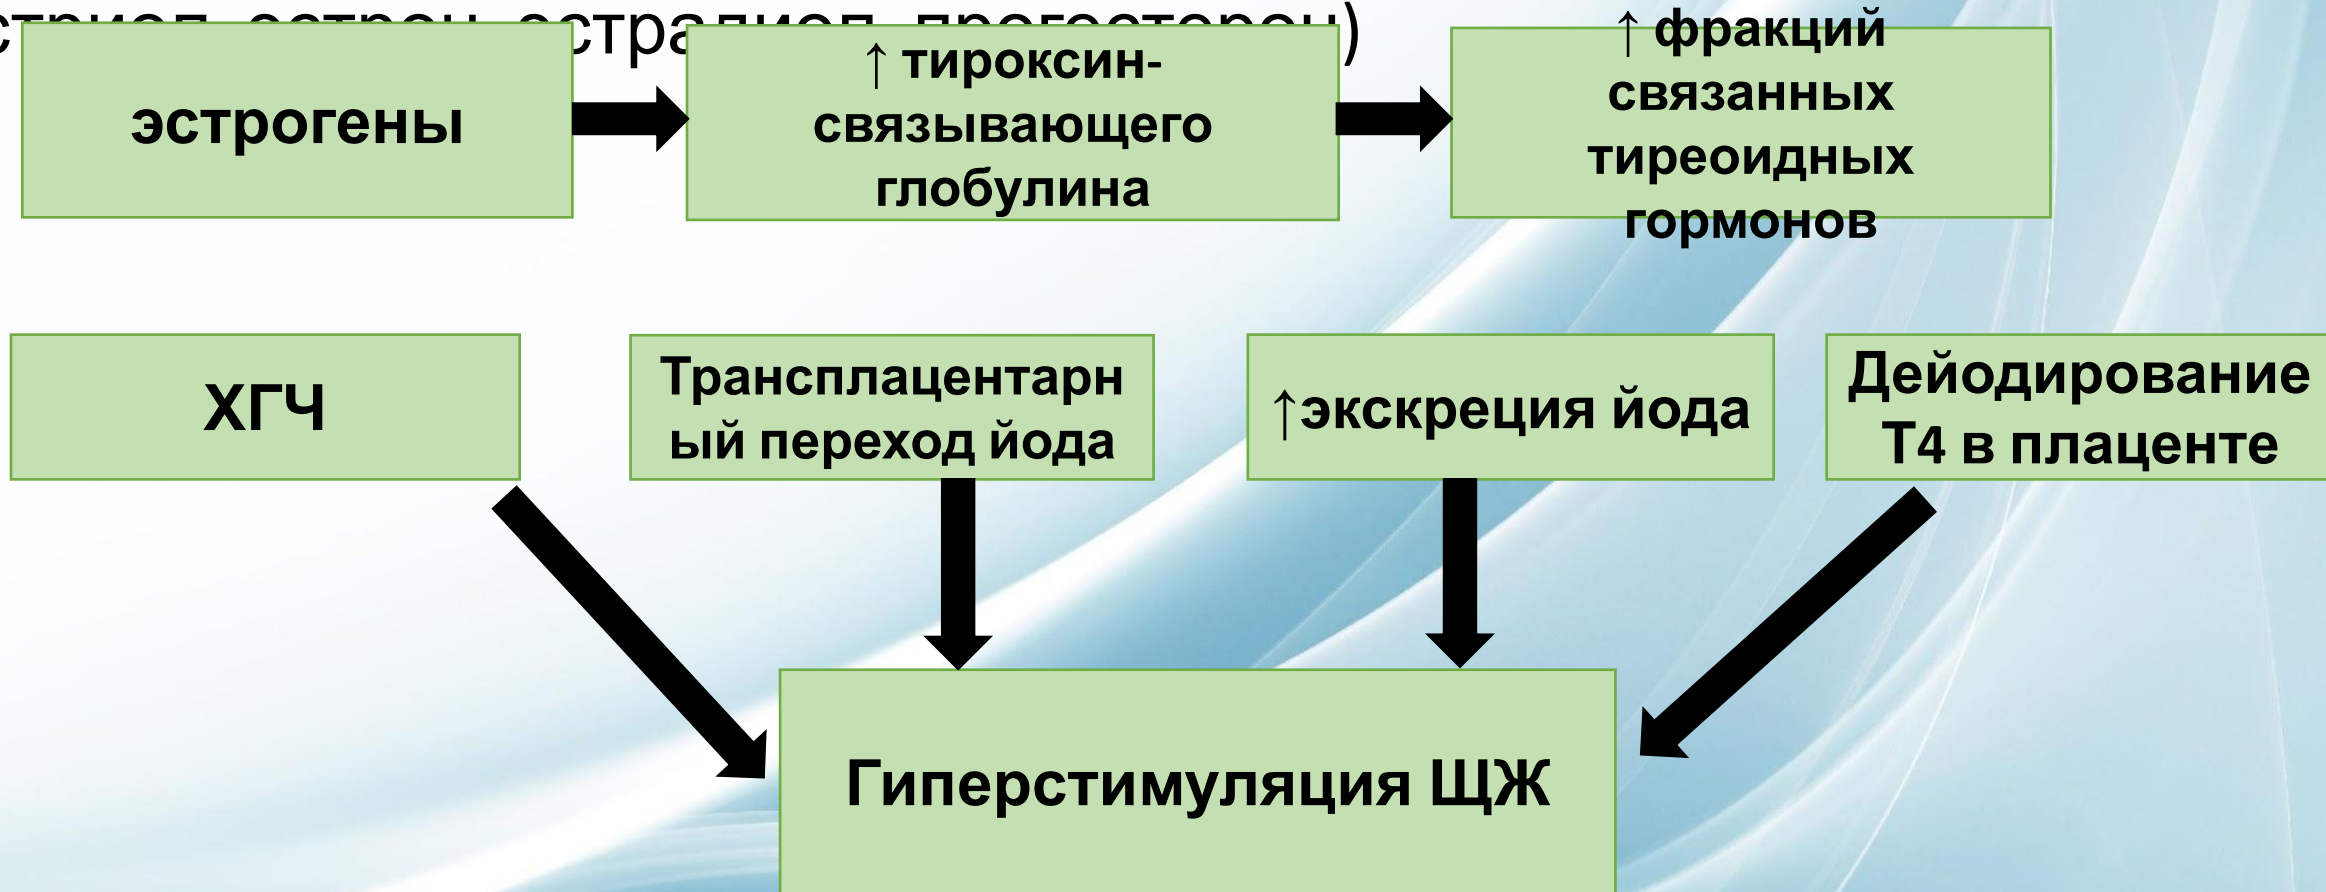 эстрогены
↑ тироксин-
связывающего
глобулина
↑ фракций
связанных
тиреоидных
гормонов
ХГЧ
Трансплацентарн
ый переход йода
↑экскреция йода
Дейодирование
Т4 в плаценте
Гиперстимуляция ЩЖ